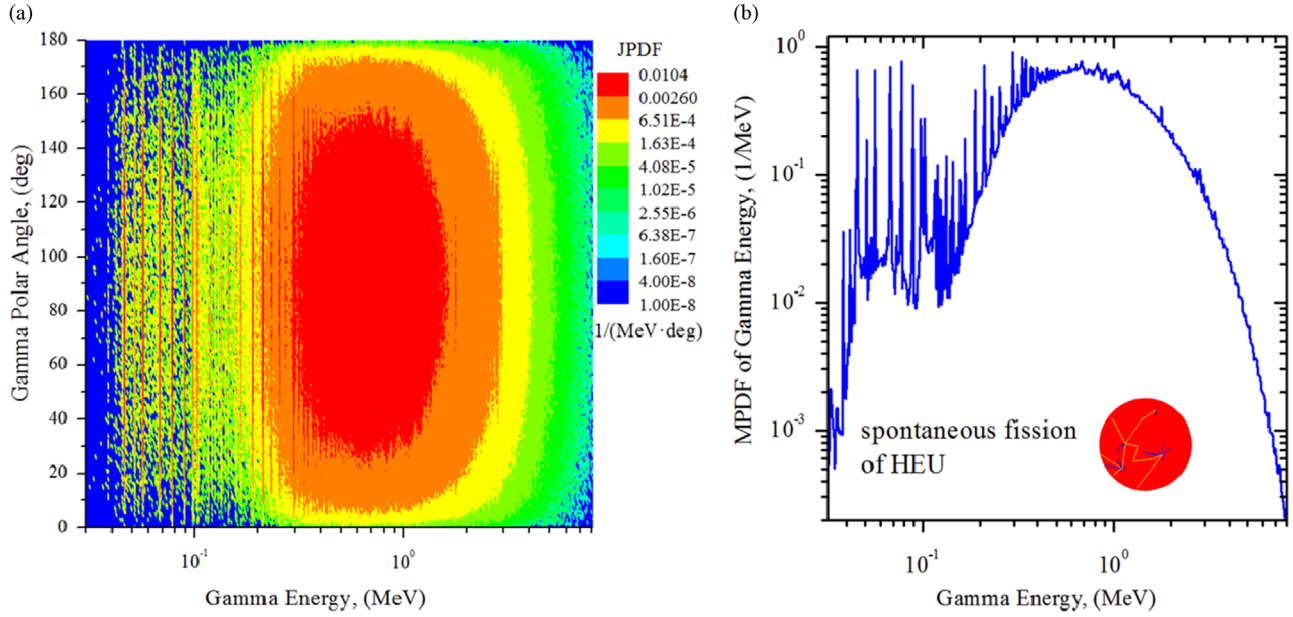 (a)
180
160
140
120
100
80
60
40
20
0
Gamma Polar Angle, (deg)
10⁻¹
10⁰
Gamma Energy, (MeV)
JPDF
0.0104
0.00260
6.51E-4
1.63E-4
4.08E-5
1.02E-5
2.55E-6
6.38E-7
1.60E-7
4.00E-8
1.00E-8
1/(MeV·deg)
(b)
10⁰
10⁻¹
10⁻²
10⁻³
MPDF of Gamma Energy, (1/MeV)
spontaneous fission
of HEU
10⁻¹
10⁰
Gamma Energy, (MeV)